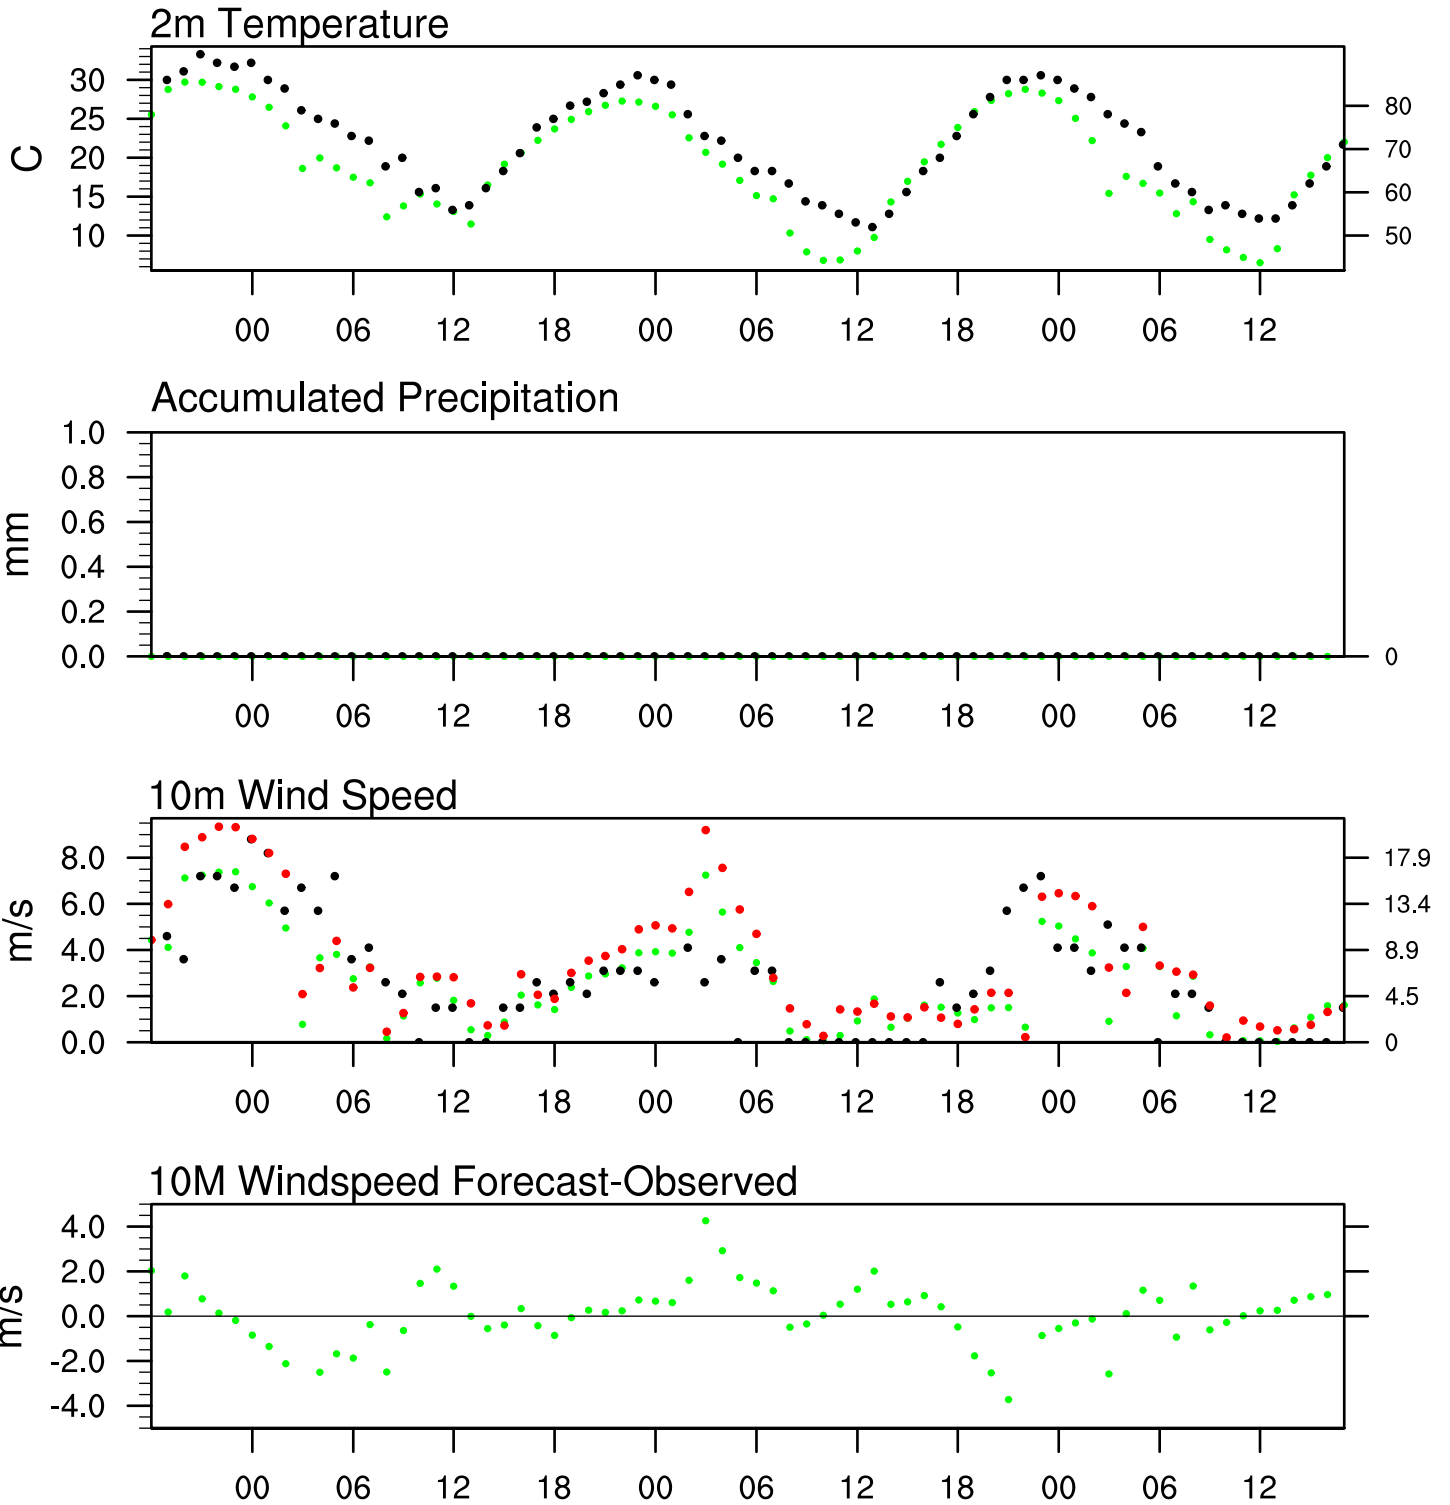 2m Temperature
C
30
25
20
15
10
80
70
60
50
00 06 12 18 00 06 12 18 00 06 12
Accumulated Precipitation
mm
1.0
0.8
0.6
0.4
0.2
0.0
0
00 06 12 18 00 06 12 18 00 06 12
10m Wind Speed
m/s
8.0
6.0
4.0
2.0
0.0
17.9
13.4
8.9
4.5
0
00 06 12 18 00 06 12 18 00 06 12
10M Windspeed Forecast-Observed
m/s
4.0
2.0
0.0
-2.0
-4.0
00 06 12 18 00 06 12 18 00 06 12